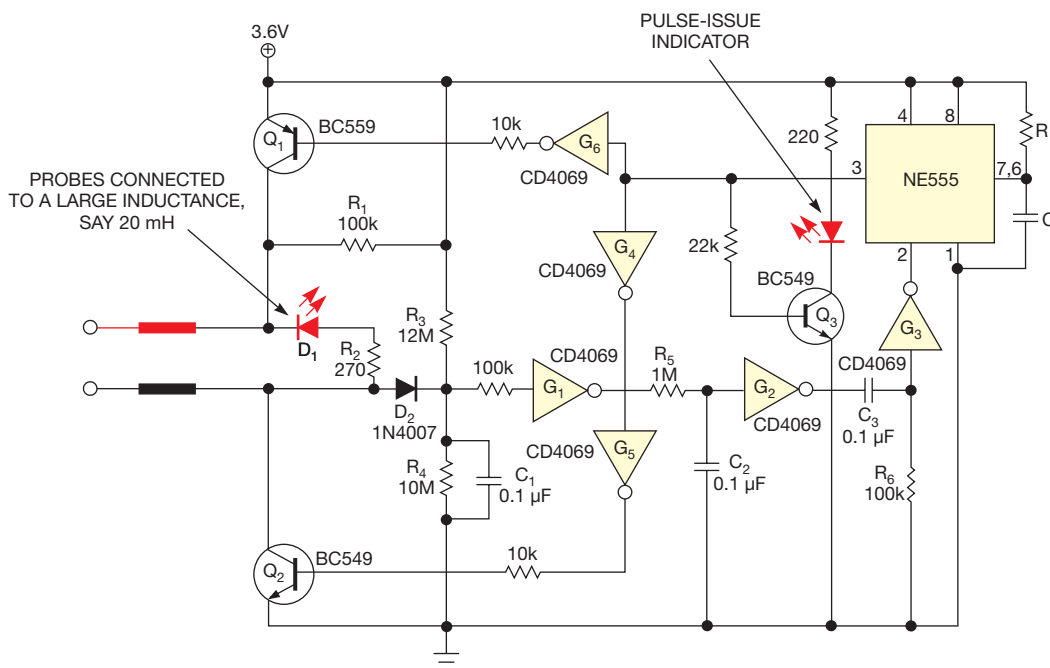 PULSE-ISSUE
INDICATOR
3.6V
BC559
Q1
10k
G6
CD4069
220
4
8
R
3
7,6
NE555
C
2
1
PROBES CONNECTED
TO A LARGE INDUCTANCE,
SAY 20 mH
R1
100k
22k
G4
CD4069
BC549
Q3
D1
R2
270
R3
12M
D2
1N4007
100k
G1
CD4069
R5
1M
G2
CD4069
CD4069
G3
C3
0.1 µF
R4
10M
C1
0.1 µF
CD4069
G5
C2
0.1 µF
R6
100k
BC549
Q2
10k